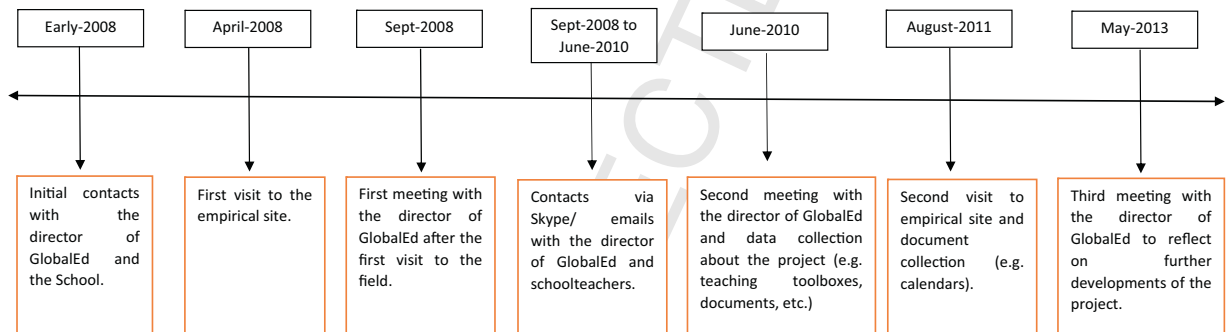 Early-2008
April-2008
Sept-2008
Sept-2008 to
June-2010
June-2010
August-2011
May-2013
Initial contacts
with the
director of
GlobalEd and
the School.
First visit to the
empirical site.
First meeting with
the director of
GlobalEd after the
first visit to the
field.
Contacts via
Skype/ emails
with the director
of GlobalEd and
schoolteachers.
Second meeting with
the director of GlobalEd
and data collection
about the project (e.g.
teaching toolboxes,
documents, etc.)
Second visit to
empirical site and
document
collection (e.g.
calendars).
Third meeting with
the director of
GlobalEd to reflect
on further
developments of the
project.